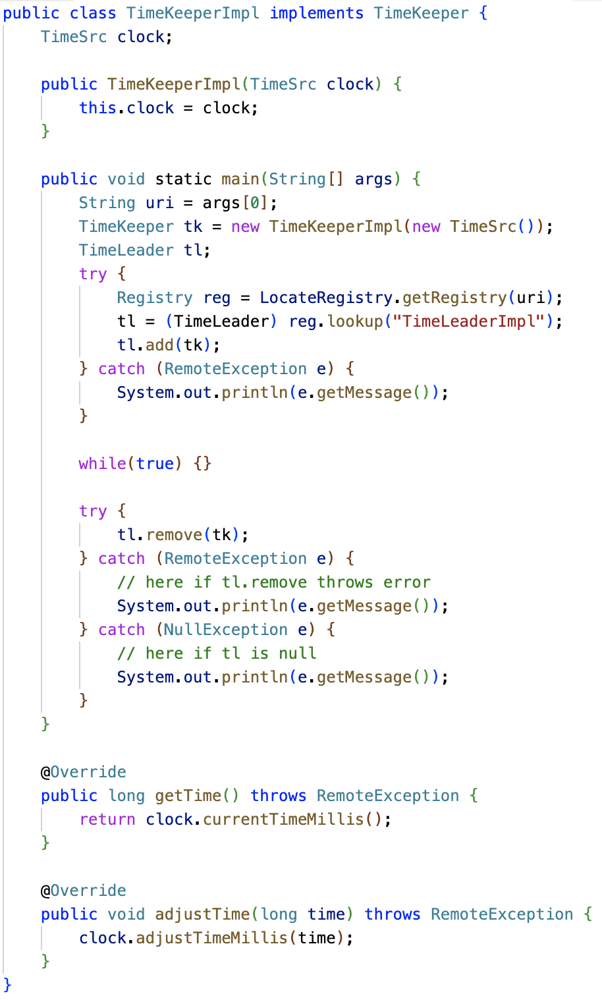 public class TimeKeeperImpl implements TimeKeeper {
    TimeSrc clock;

    public TimeKeeperImpl(TimeSrc clock) {
        this.clock = clock;
    }

    public void static main(String[] args) {
        String uri = args[0];
        TimeKeeper tk = new TimeKeeperImpl(new TimeSrc());
        TimeLeader tl;
        try {
            Registry reg = LocateRegistry.getRegistry(uri);
            tl = (TimeLeader) reg.lookup("TimeLeaderImpl");
            tl.add(tk);
        } catch (RemoteException e) {
            System.out.println(e.getMessage());
        }

        while(true) {}

        try {
            tl.remove(tk);
        } catch (RemoteException e) {
            // here if tl.remove throws error
            System.out.println(e.getMessage());
        } catch (NullException e) {
            // here if tl is null
            System.out.println(e.getMessage());
        }
    }

    @Override
    public long getTime() throws RemoteException {
        return clock.currentTimeMillis();
    }

    @Override
    public void adjustTime(long time) throws RemoteException {
        clock.adjustTimeMillis(time);
    }
}